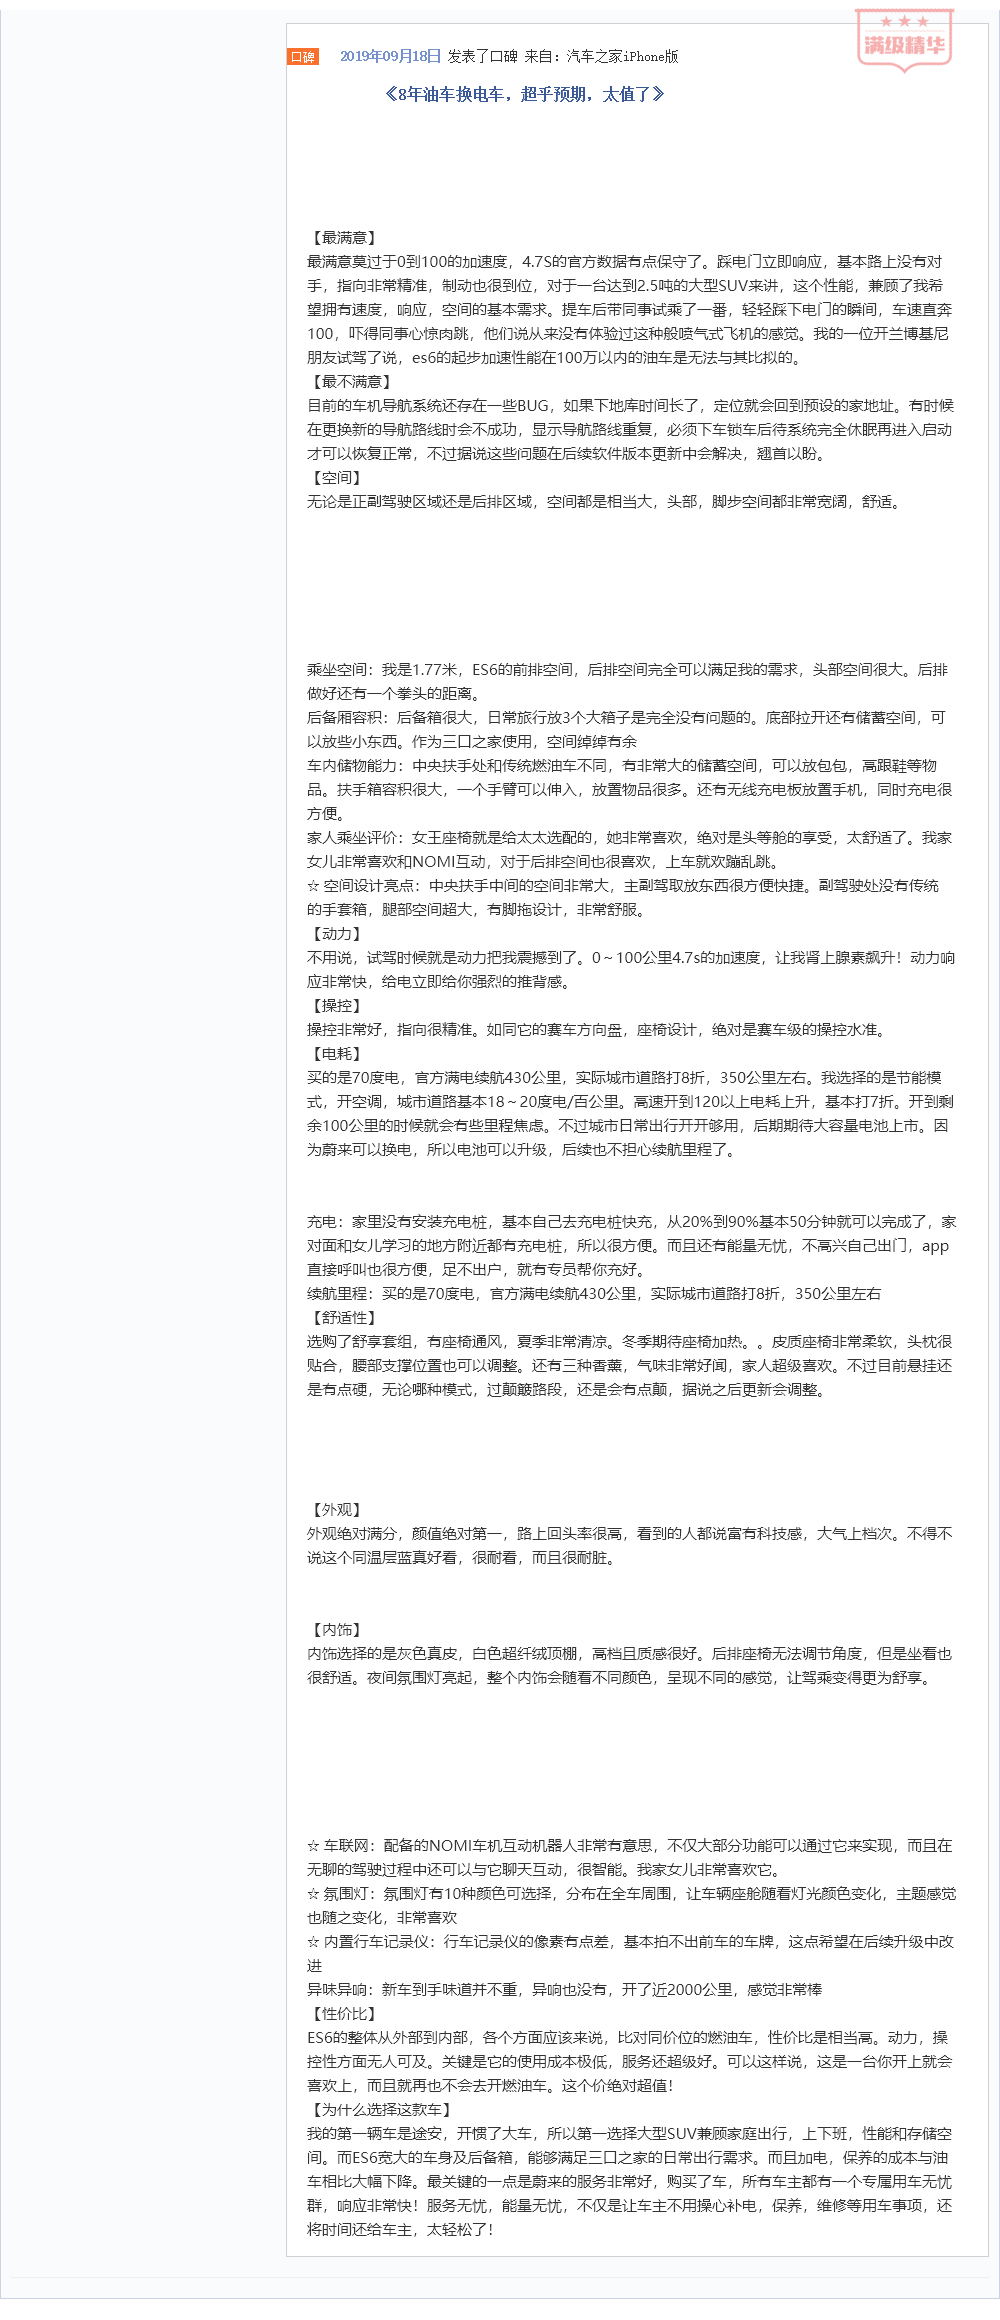 满级精华
口碑 2019年09月18日 发表了口碑 来自：汽车之家iPhone版
《8年油车换电车，超乎预期，太值了》
【最满意】
最满意莫过于0到100的加速度，4.7S的官方数据有点保守了。踩电门立即响应，基本路上没有对
手，指向非常精准，制动也很到位，对于一台达到2.5吨的大型SUV来讲，这个性能，兼顾了我希
望拥有速度，响应，空间的基本需求。提车后带同事试乘了一番，轻轻踩下电门的瞬间，车速直奔
100，吓得同事心惊肉跳，他们说从来没有体验过这种般喷气式飞机的感觉。我的一位开兰博基尼
朋友试驾了说，es6的起步加速性能在100万以内的油车是无法与其比拟的。
【最不满意】
目前的车机导航系统还存在一些BUG，如果下地库时间长了，定位就会回到预设的家地址。有时候
在更换新的导航路线时会不成功，显示导航路线重复，必须下车锁车后待系统完全休眠再进入启动
才可以恢复正常，不过据说这些问题在后续软件版本更新中会解决，翘首以盼。
【空间】
无论是正副驾驶区域还是后排区域，空间都是相当大，头部，脚步空间都非常宽阔，舒适。
乘坐空间：我是1.77米，ES6的前排空间，后排空间完全可以满足我的需求，头部空间很大。后排
做好还有一个拳头的距离。
后备厢容积：后备箱很大，日常旅行放3个大箱子是完全没有问题的。底部拉开还有储蓄空间，可
以放些小东西。作为三口之家使用，空间绰绰有余
车内储物能力：中央扶手处和传统燃油车不同，有非常大的储蓄空间，可以放包包，高跟鞋等物
品。扶手箱容积很大，一个手臂可以伸入，放置物品很多。还有无线充电板放置手机，同时充电很
方便。
家人乘坐评价：女王座椅就是给太太选配的，她非常喜欢，绝对是头等舱的享受，太舒适了。我家
女儿非常喜欢和NOMI互动，对于后排空间也很喜欢，上车就欢蹦乱跳。
☆ 空间设计亮点：中央扶手中间的空间非常大，主副驾取放东西很方便快捷。副驾驶处没有传统
的手套箱，腿部空间超大，有脚拖设计，非常舒服。
【动力】
不用说，试驾时候就是动力把我震撼到了。0～100公里4.7s的加速度，让我肾上腺素飙升！动力响
应非常快，给电立即给你强烈的推背感。
【操控】
操控非常好，指向很精准。如同它的赛车方向盘，座椅设计，绝对是赛车级的操控水准。
【电耗】
买的是70度电，官方满电续航430公里，实际城市道路打8折，350公里左右。我选择的是节能模
式，开空调，城市道路基本18～20度电/百公里。高速开到120以上电耗上升，基本打7折。开到剩
余100公里的时候就会有些里程焦虑。不过城市日常出行开开够用，后期期待大容量电池上市。因
为蔚来可以换电，所以电池可以升级，后续也不担心续航里程了。
充电：家里没有安装充电桩，基本自己去充电桩快充，从20%到90%基本50分钟就可以完成了，家
对面和女儿学习的地方附近都有充电桩，所以很方便。而且还有能量无忧，不高兴自己出门，app
直接呼叫也很方便，足不出户，就有专员帮你充好。
续航里程：买的是70度电，官方满电续航430公里，实际城市道路打8折，350公里左右
【舒适性】
选购了舒享套组，有座椅通风，夏季非常清凉。冬季期待座椅加热。。皮质座椅非常柔软，头枕很
贴合，腰部支撑位置也可以调整。还有三种香薰，气味非常好闻，家人超级喜欢。不过目前悬挂还
是有点硬，无论哪种模式，过颠簸路段，还是会有点颠，据说之后更新会调整。
【外观】
外观绝对满分，颜值绝对第一，路上回头率很高，看到的人都说富有科技感，大气上档次。不得不
说这个同温层蓝真好看，很耐看，而且很耐脏。
【内饰】
内饰选择的是灰色真皮，白色超纤绒顶棚，高档且质感很好。后排座椅无法调节角度，但是坐着也
很舒适。夜间氛围灯亮起，整个内饰会随着不同颜色，呈现不同的感觉，让驾乘变得更为舒享。
☆ 车联网：配备的NOMI车机互动机器人非常有意思，不仅大部分功能可以通过它来实现，而且在
无聊的驾驶过程中还可以与它聊天互动，很智能。我家女儿非常喜欢它。
☆ 氛围灯：氛围灯有10种颜色可选择，分布在全车周围，让车辆座舱随着灯光颜色变化，主题感觉
也随之变化，非常喜欢
☆ 内置行车记录仪：行车记录仪的像素有点差，基本拍不出前车的车牌，这点希望在后续升级中改
进
异味异响：新车到手味道并不重，异响也没有，开了近2000公里，感觉非常棒
【性价比】
ES6的整体从外部到内部，各个方面应该来说，比对同价位的燃油车，性价比是相当高。动力，操
控性方面无人可及。关键是它的使用成本极低，服务还超级好。可以这样说，这是一台你开上就会
喜欢上，而且就再也不会去开燃油车。这个价绝对超值！
【为什么选择这款车】
我的第一辆车是途安，开惯了大车，所以第一选择大型SUV兼顾家庭出行，上下班，性能和存储空
间。而ES6宽大的车身及后备箱，能够满足三口之家的日常出行需求。而且加电，保养的成本与油
车相比大幅下降。最关键的一点是蔚来的服务非常好，购买了车，所有车主都有一个专属用车无忧
群，响应非常快！服务无忧，能量无忧，不仅是让车主不用操心补电，保养，维修等用车事项，还
将时间还给车主，太轻松了！